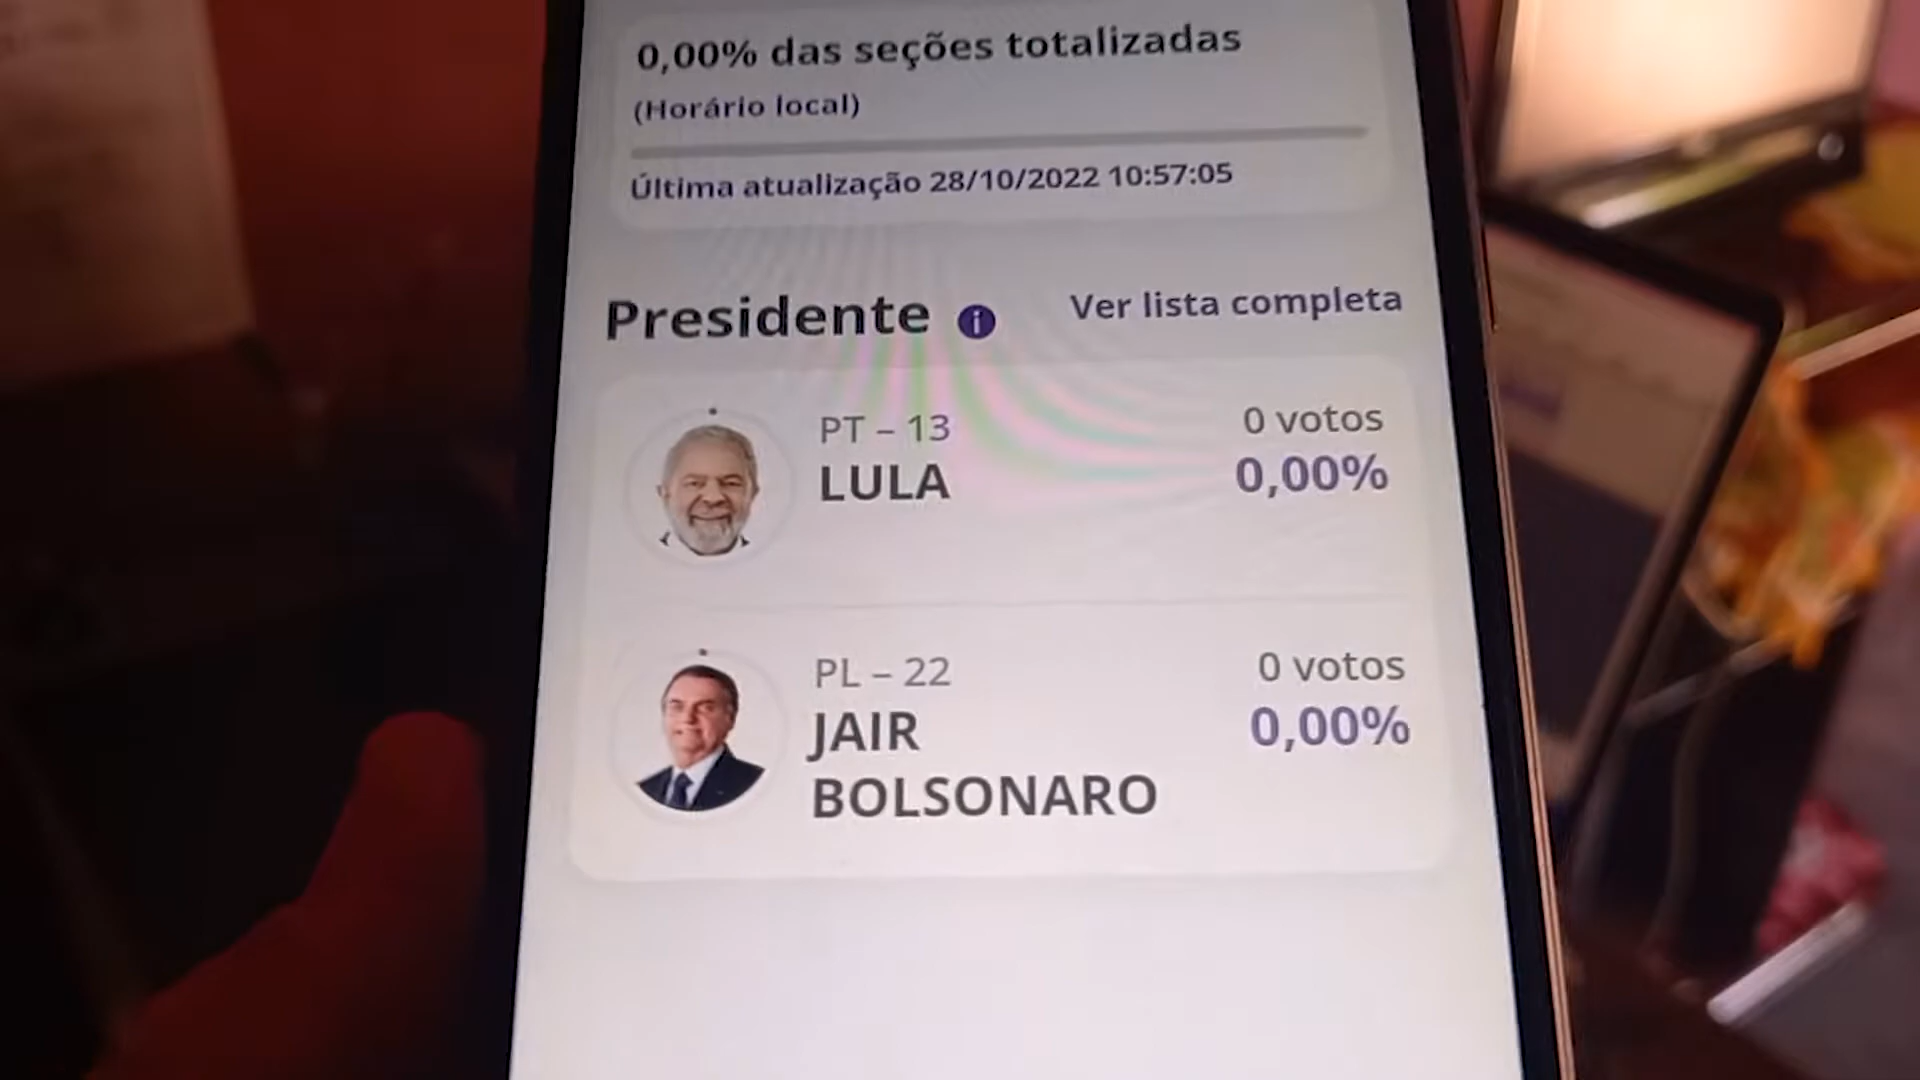 0,00% das seções totalizadas
(Horário local)
Última atualização 28/10/2022 10:57:05
Presidente i Ver lista completa
PT – 13 0 votos
LULA 0,00%
PL – 22 0 votos
JAIR 0,00%
BOLSONARO